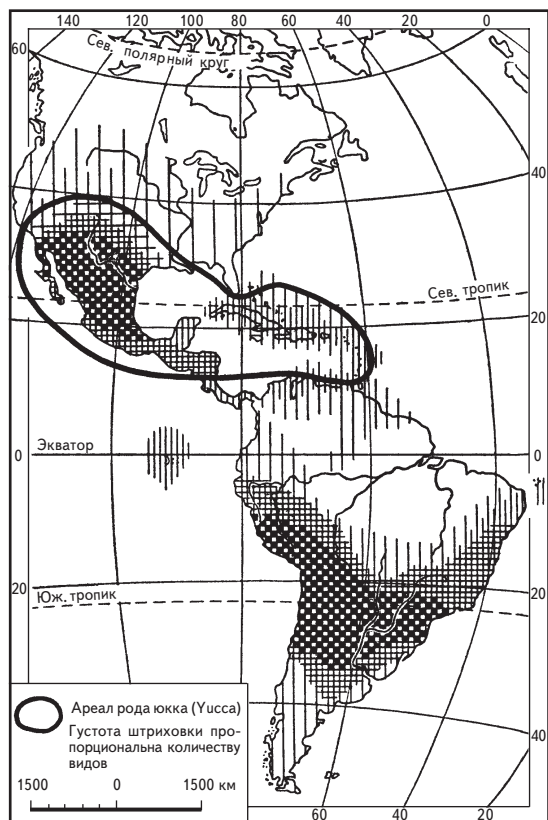 140 120 100 80 60 40 20 0
60
Сев. полярный круг
40
Сев. тропик
20
Экватор
0 0
20
Юж. тропик
20
40
Ареал рода юкка (Yucca)
Густота штриховки про-
порциональна количеству
видов
1500 0 1500 км
60 40 20